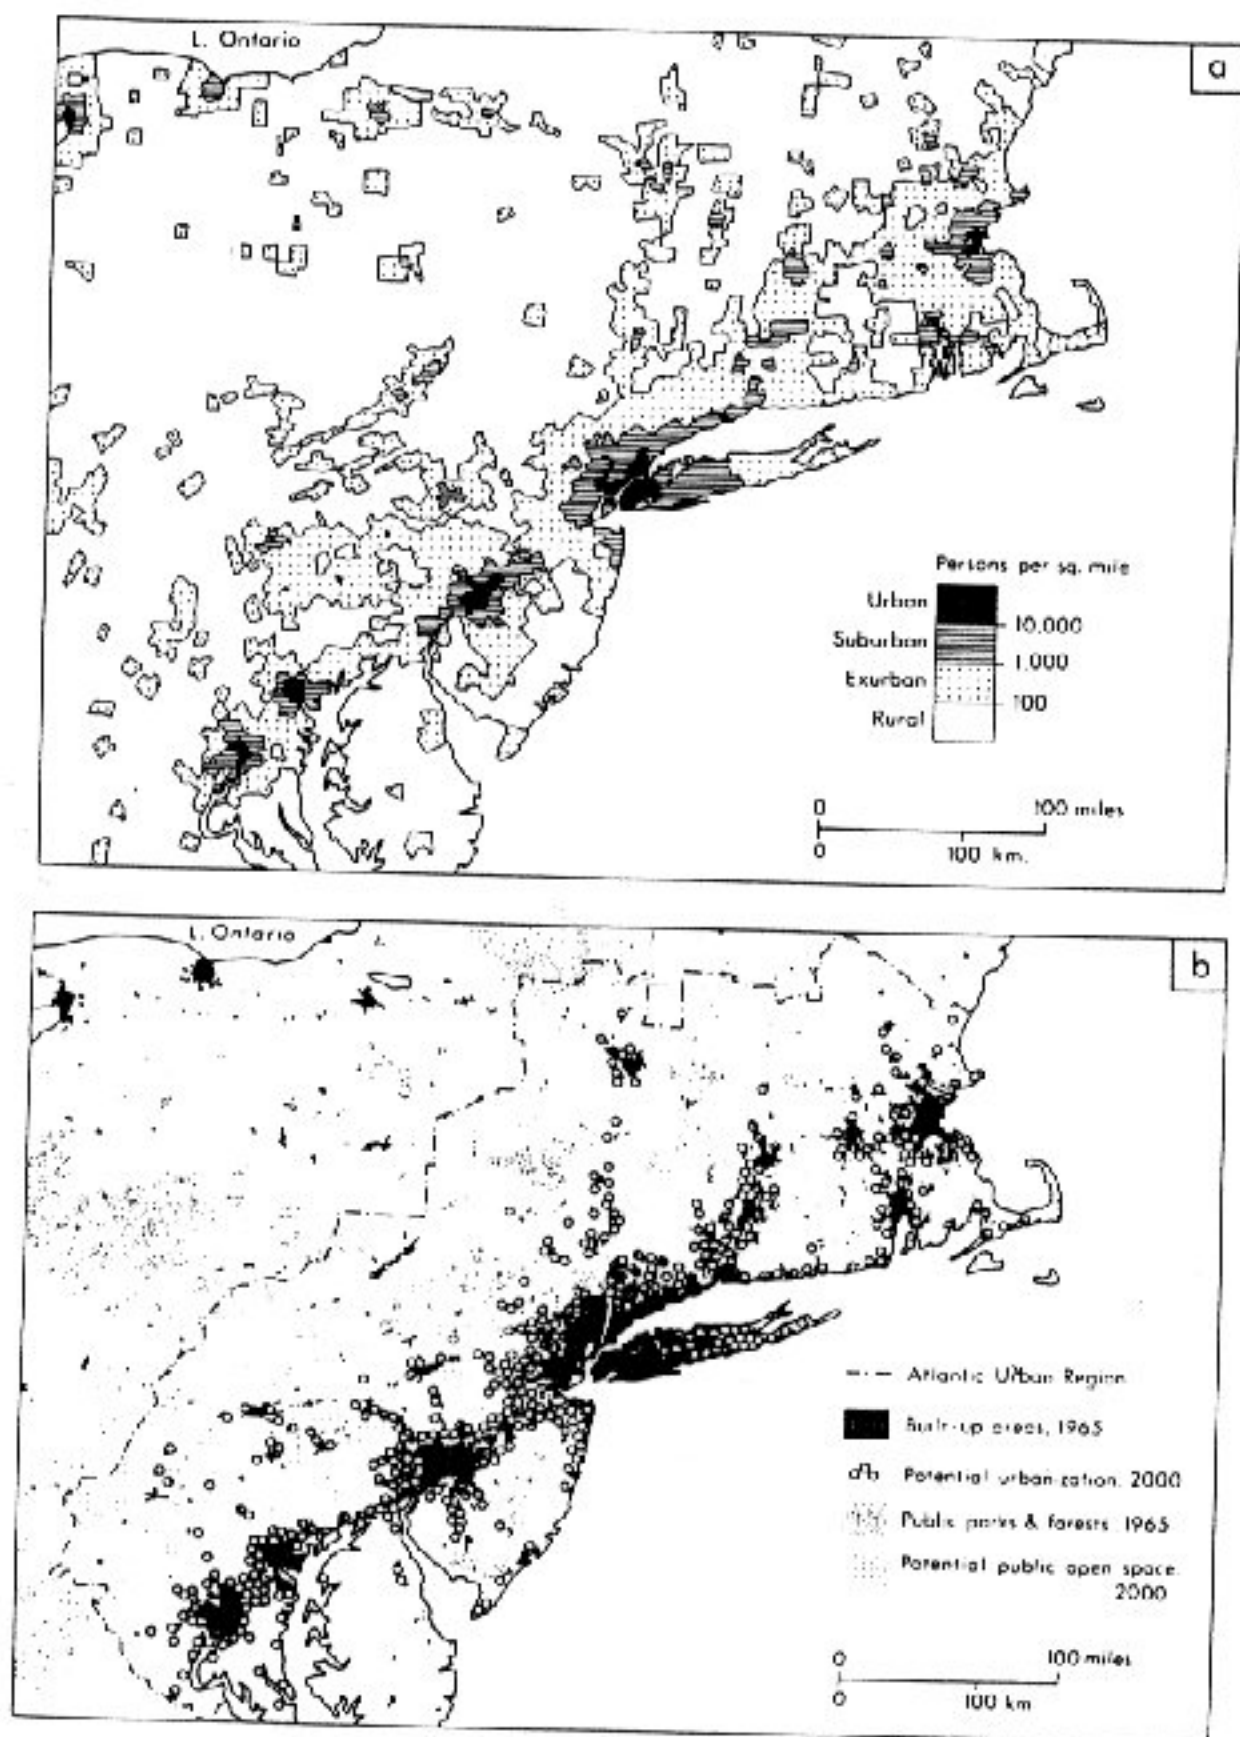 L. Ontario
a
Persons per sq. mile
Urban
10,000
Suburban
1,000
Exurban
100
Rural
0 100 miles
0 100 km.
L. Ontario
b
Atlantic Urban Region
Built-up areas, 1965
Potential urbanization, 2000
Public parks & forests, 1965
Potential public open space,
2000
0 100 miles
0 100 km